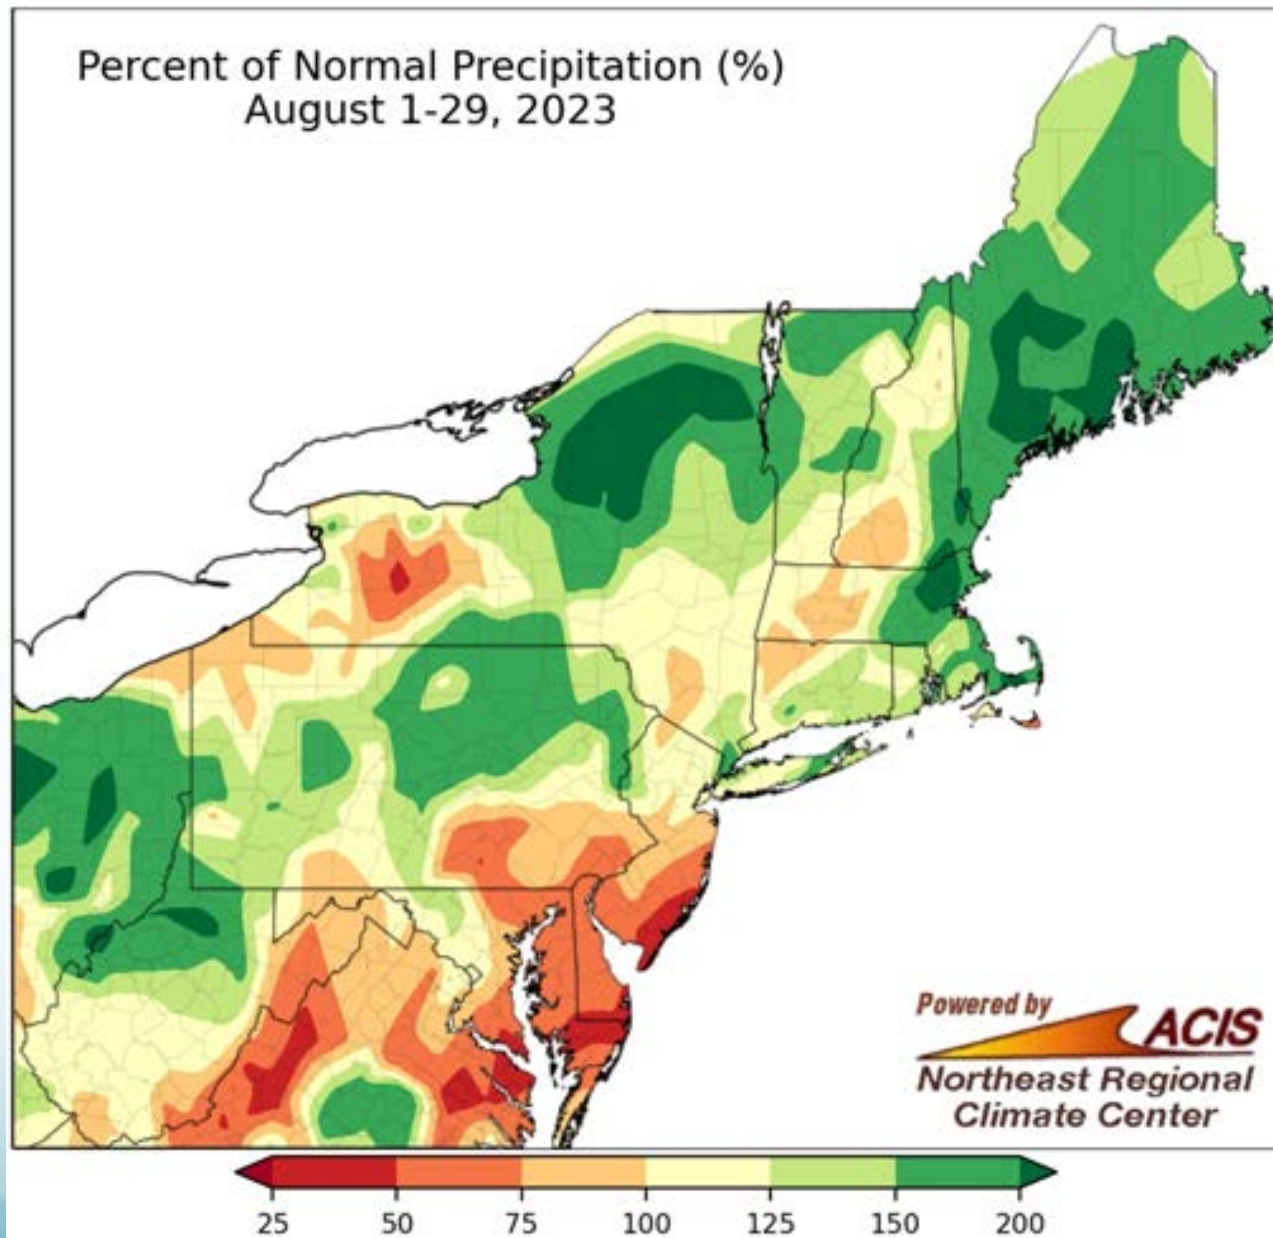 Percent of Normal Precipitation (%)
August 1-29, 2023
Powered by
ACIS
Northeast Regional
Climate Center
25 50 75 100 125 150 200